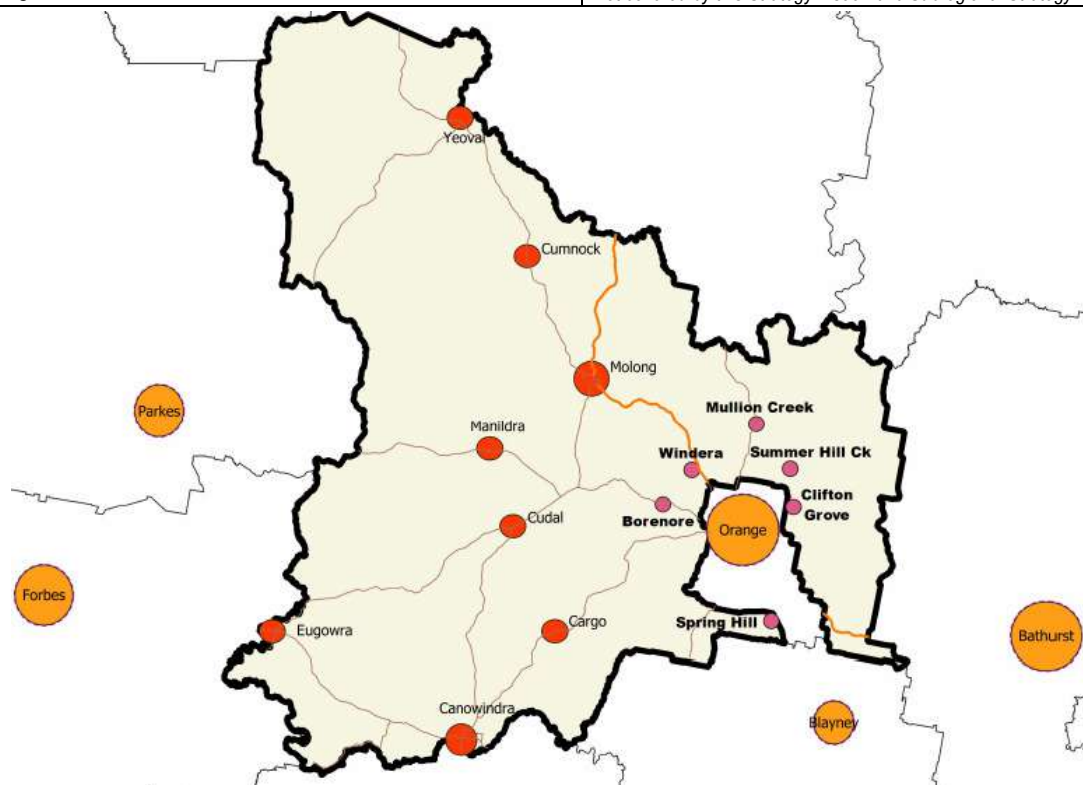 Yeoval
Cumnock
Molong
Parkes
Mullion Creek
Manildra
Windera
Summer Hill Ck
Clifton
Grove
Borenore
Cudal
Orange
Forbes
Eugowra
Cargo
Spring Hill
Bathurst
Canowindra
Blayney